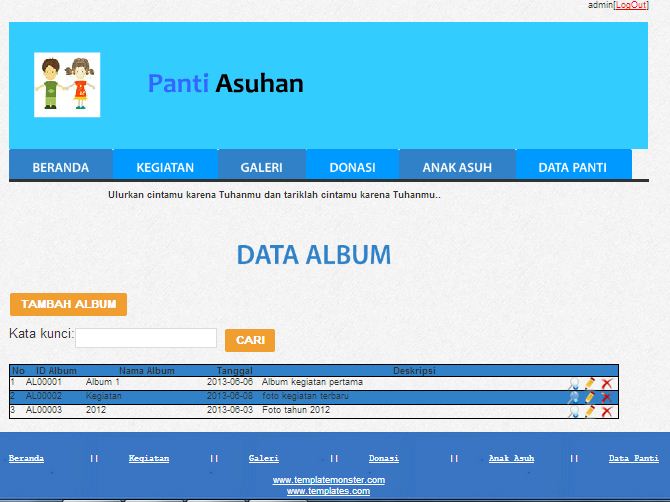 admin[LogOut]
Panti Asuhan
BERANDA KEGIATAN GALERI DONASI ANAK ASUH DATA PANTI
Ulurkan cintamu karena Tuhanmu dan tariklah cintamu karena Tuhanmu..
DATA ALBUM
TAMBAH ALBUM
Kata kunci: CARI
No ID Album Nama Album Tanggal Deskripsi
1 AL00001 Album 1 2013-06-06 Album kegiatan pertama
2 AL00002 Kegiatan 2013-06-08 foto kegiatan terbaru
3 AL00003 2012 2013-06-03 Foto tahun 2012
Beranda || Kegiatan || Galeri || Donasi || Anak Asuh || Data Panti
www.templatemonster.com
www.templates.com